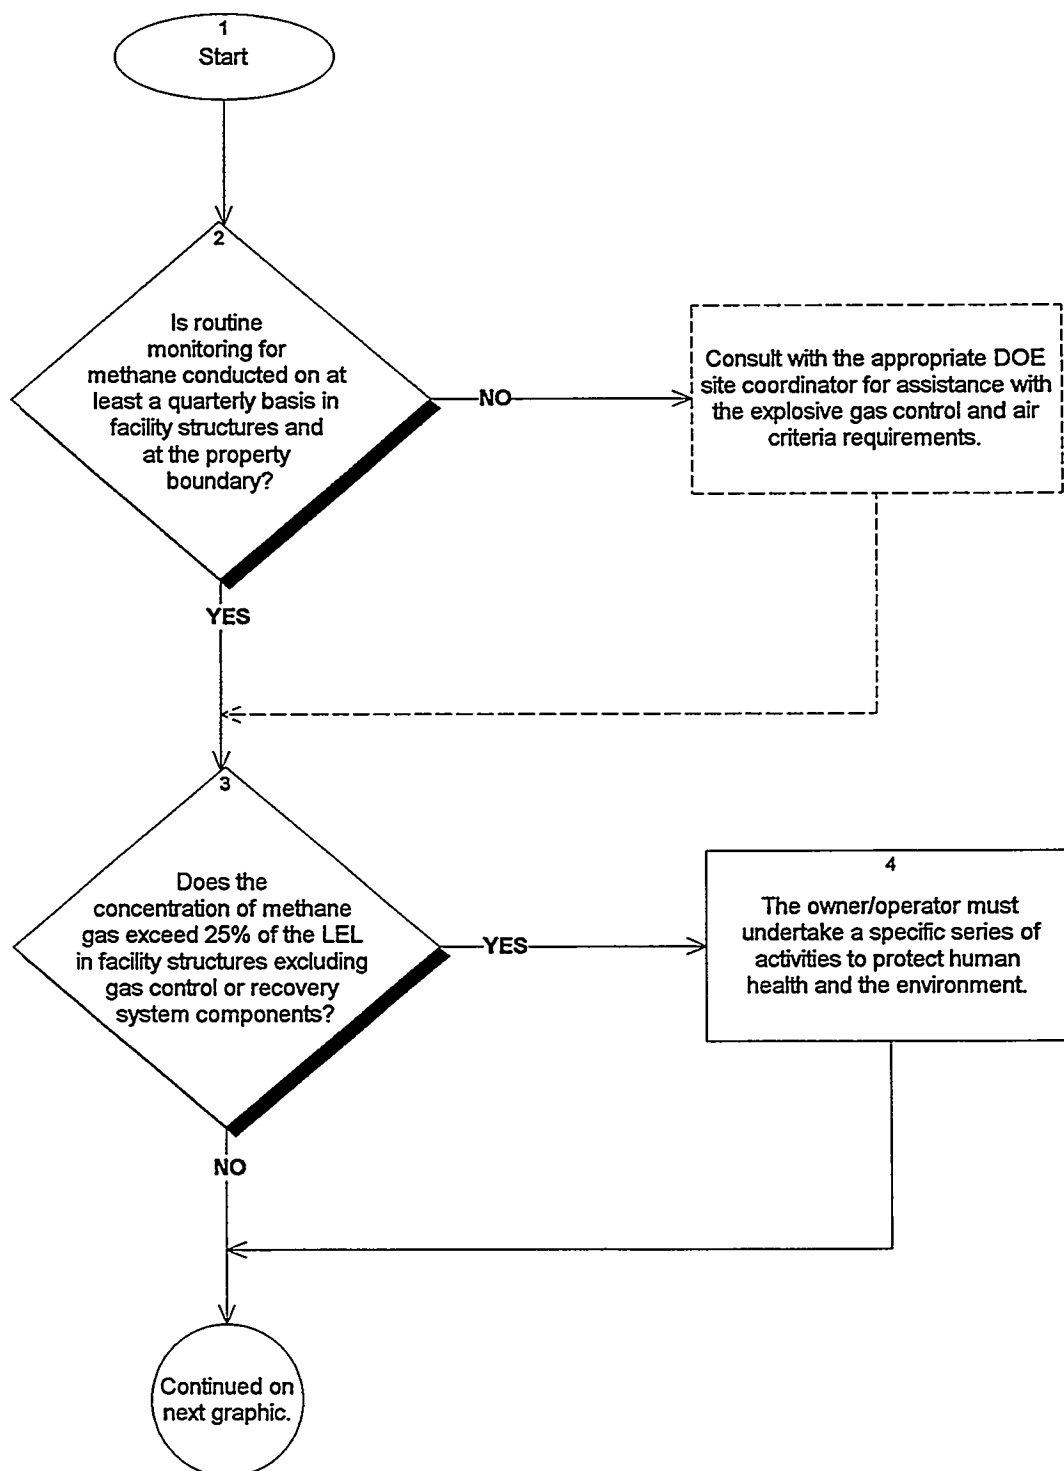 1
Start
2
Is routine
monitoring for
methane conducted on at
least a quarterly basis in
facility structures and
at the property
boundary?
NO
Consult with the appropriate DOE
site coordinator for assistance with
the explosive gas control and air
criteria requirements.
YES
3
Does the
concentration of methane
gas exceed 25% of the LEL
in facility structures excluding
gas control or recovery
system components?
YES
4
The owner/operator must
undertake a specific series of
activities to protect human
health and the environment.
NO
Continued on
next graphic.